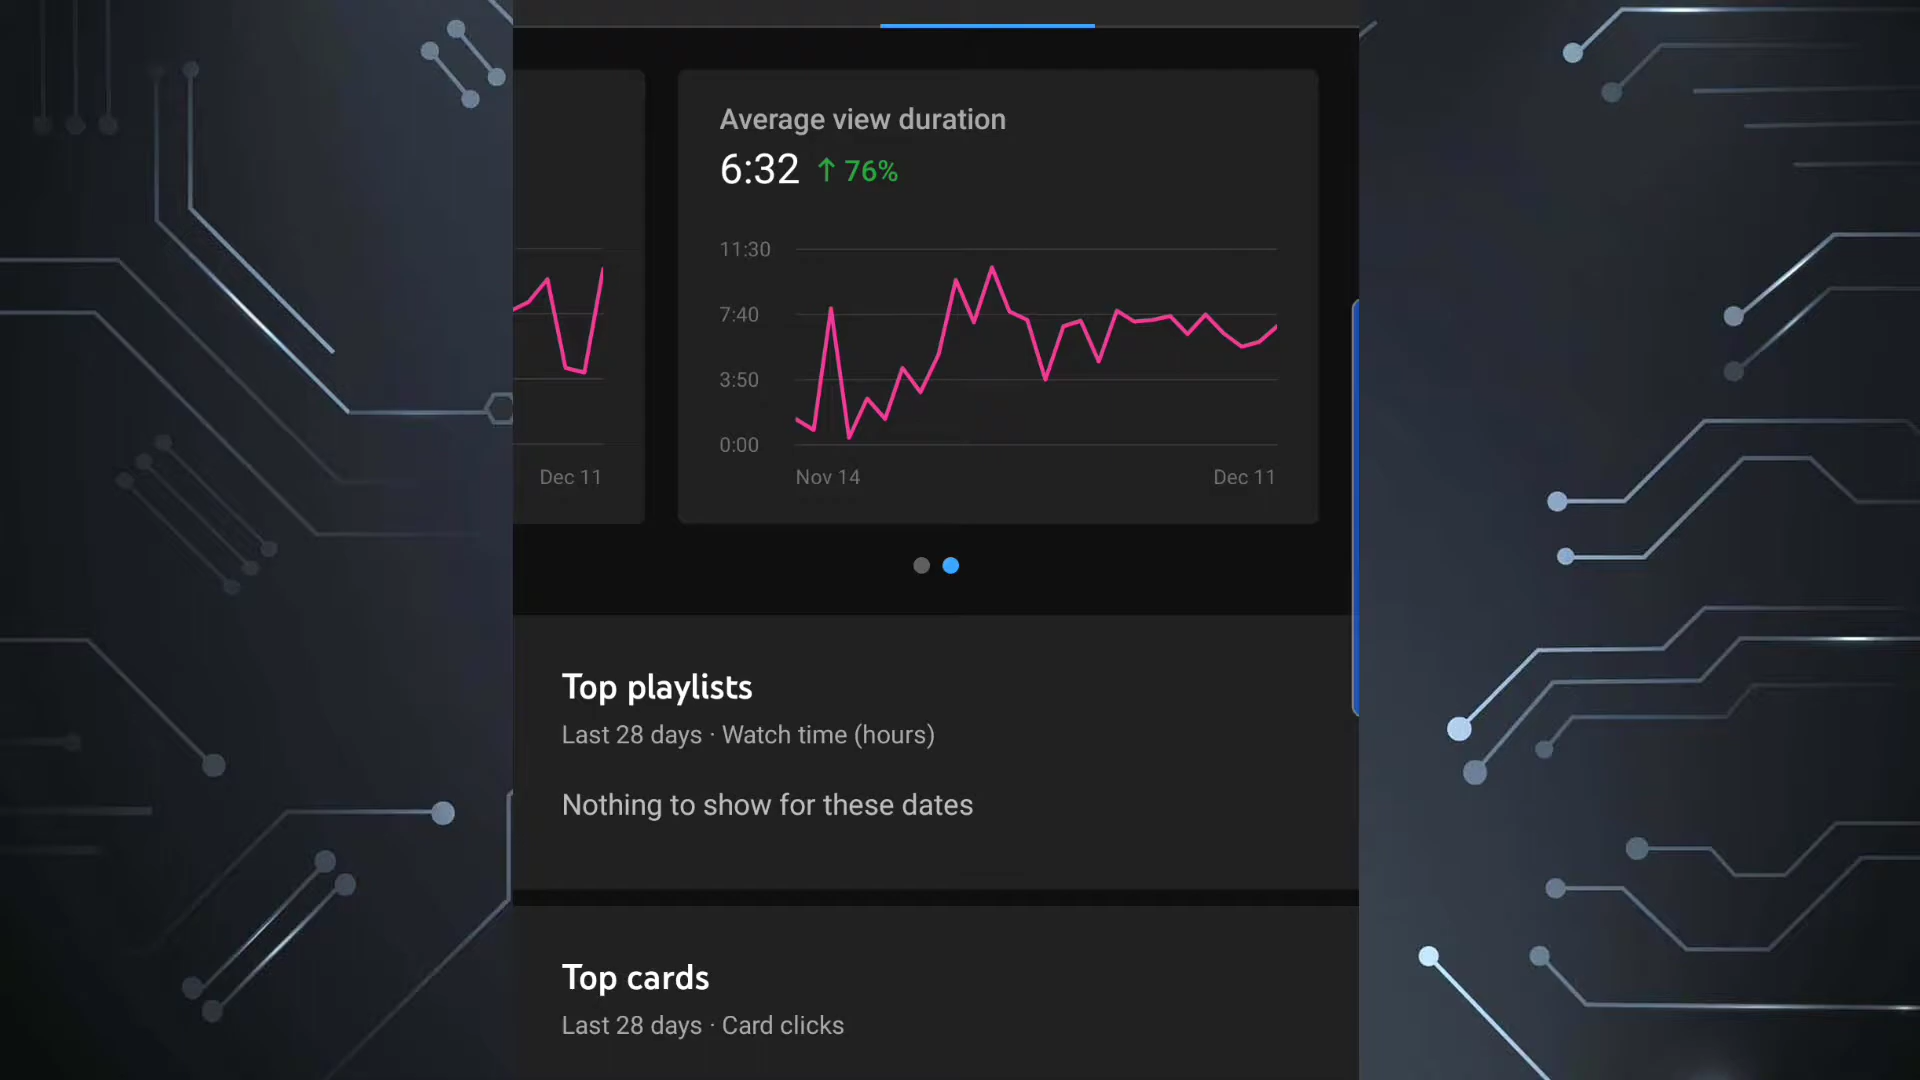 Average view duration
6:32 ↑ 76%
11:30
7:40
3:50
0:00
Dec 11
Nov 14
Dec 11
Top playlists
Last 28 days · Watch time (hours)
Nothing to show for these dates
Top cards
Last 28 days · Card clicks